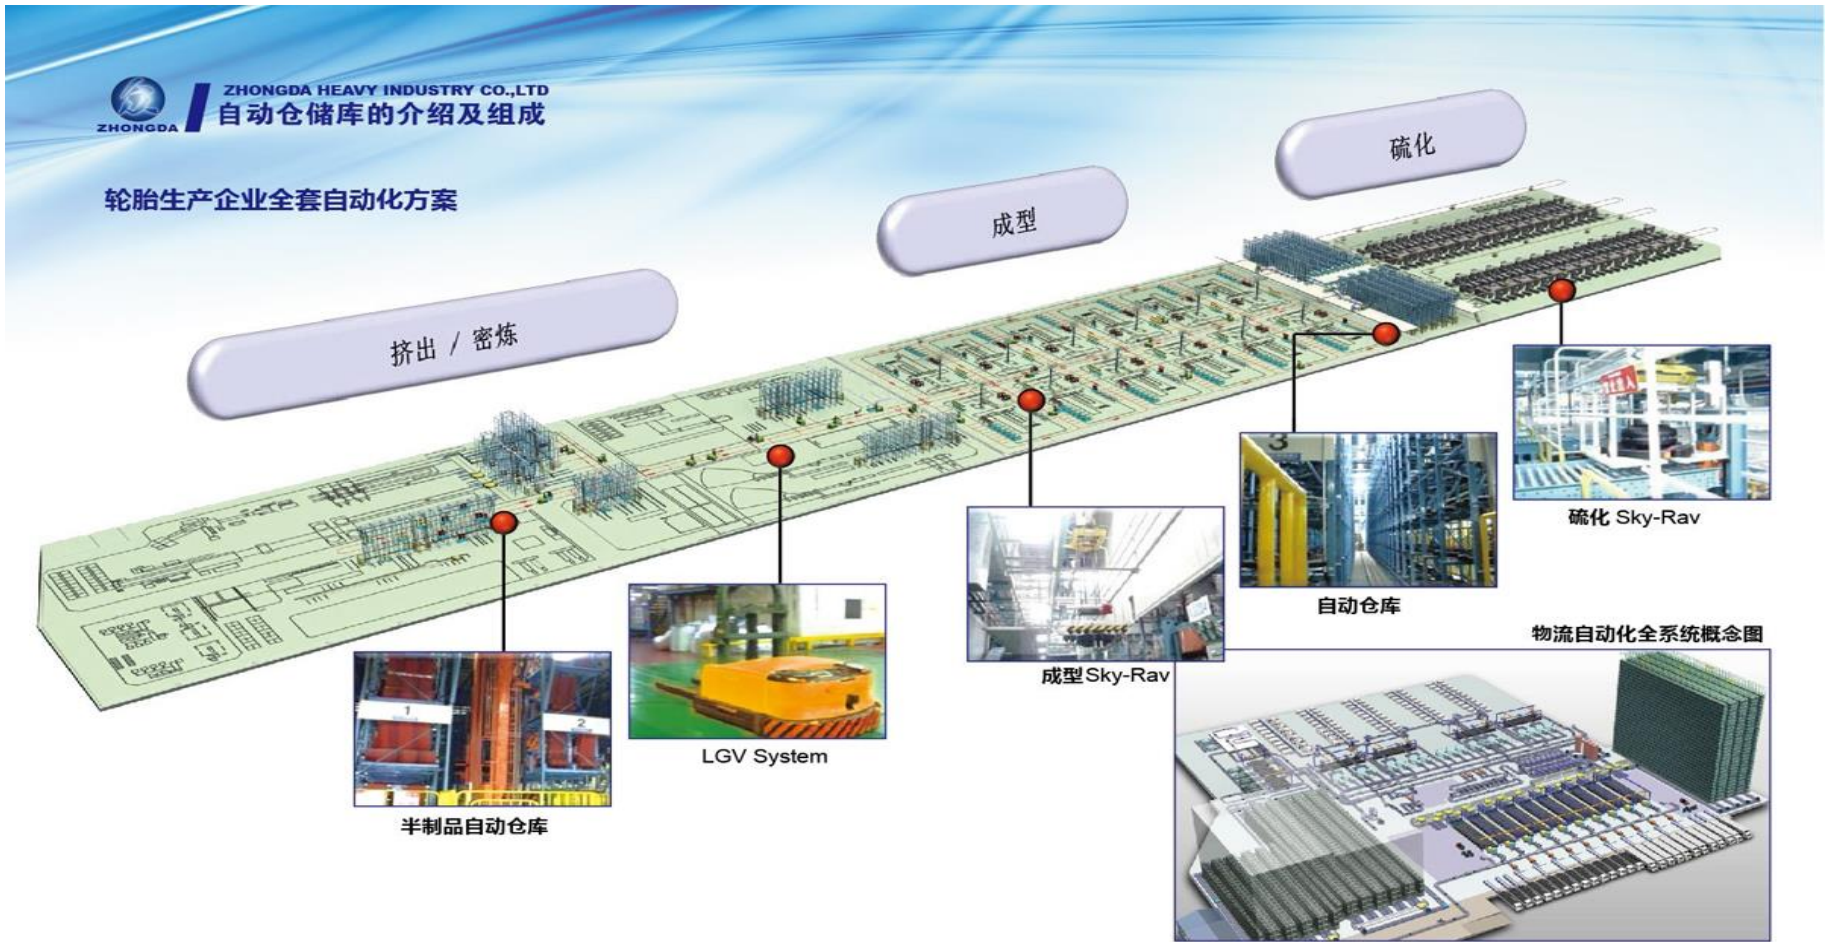 ZHONGDA HEAVY INDUSTRY CO.,LTD
自动仓储库的介绍及组成
ZHONGDA
轮胎生产企业全套自动化方案
挤出 / 密炼
成型
硫化
硫化 Sky-Rav
3
自动仓库
成型Sky-Rav
物流自动化全系统概念图
LGV System
1
2
半制品自动仓库